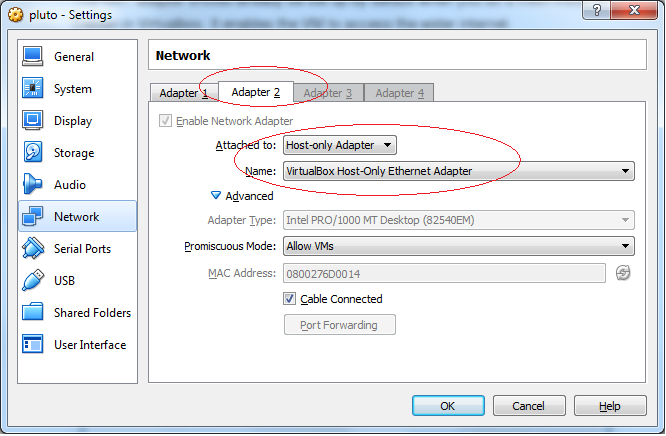 pluto - Settings
General
System
Display
Storage
Audio
Network
Serial Ports
USB
Shared Folders
User Interface
Network
Adapter 1 Adapter 2 Adapter 3 Adapter 4
Enable Network Adapter
Attached to: Host-only Adapter
Name: VirtualBox Host-Only Ethernet Adapter
Advanced
Adapter Type: Intel PRO/1000 MT Desktop (82540EM)
Promiscuous Mode: Allow VMs
MAC Address: 0800276D0014
Cable Connected
Port Forwarding
OK Cancel Help